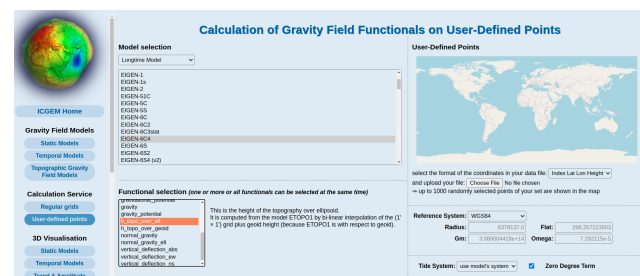 Calculation of Gravity Field Functionals on User-Defined Points
ICGEM Home
Gravity Field Models
Static Models
Temporal Models
Topographic Gravity
Field Models
Calculation Service
Regular grids
User-defined points
3D Visualisation
Static Models
Temporal Models
Trend & Amplitude
Model selection
Longtime Model
EIGEN-1
EIGEN-1s
EIGEN-2
EIGEN-51C
EIGEN-5C
EIGEN-5S
EIGEN-6C
EIGEN-6C2
EIGEN-6C3stat
EIGEN-6C4
EIGEN-6S
EIGEN-6S2
EIGEN-6S4 (v2)
Functional selection (one or more or all functionals can be selected at the same time)
gravitational_potential
gravity
gravity_potential
h_topo_over_ell
h_topo_over_geoid
normal_gravity
normal_gravity_ell
vertical_deflection_abs
vertical_deflection_ew
vertical_deflection_ns
This is the height of the topography over ellipsoid.
It is computed from the model ETOPO1 by bi-linear interpolation of the (1'
× 1') grid plus geoid height (because ETOPO1 is with respect to geoid).
User-Defined Points
select the format of the coordinates in your data file: Index Lat Lon Height
and upload your file: Choose File No file chosen
→ up to 1000 randomly selected points of your set are shown in the map
Reference System: WGS84
Radius: 6378137.0 Flat: 298.257223563
Gm: 3.986004418e+14 Omega: 7.292115e-5
Tide System: use model's system Zero Degree Term